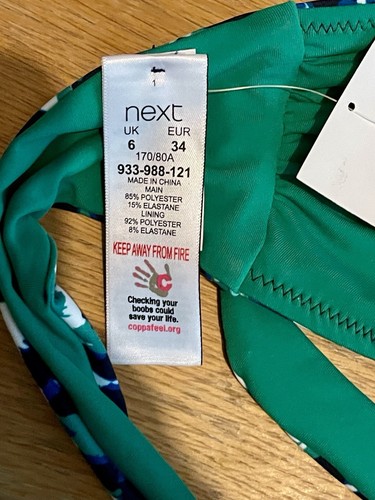 1
next
UK EUR
6 34
170/80A
933-988-121
MADE IN CHINA
MAIN
85% POLYESTER
15% ELASTANE
LINING
92% POLYESTER
8% ELASTANE
KEEP AWAY FROM FIRE
Checking your
boobs could
save your life.
coppafeel.org